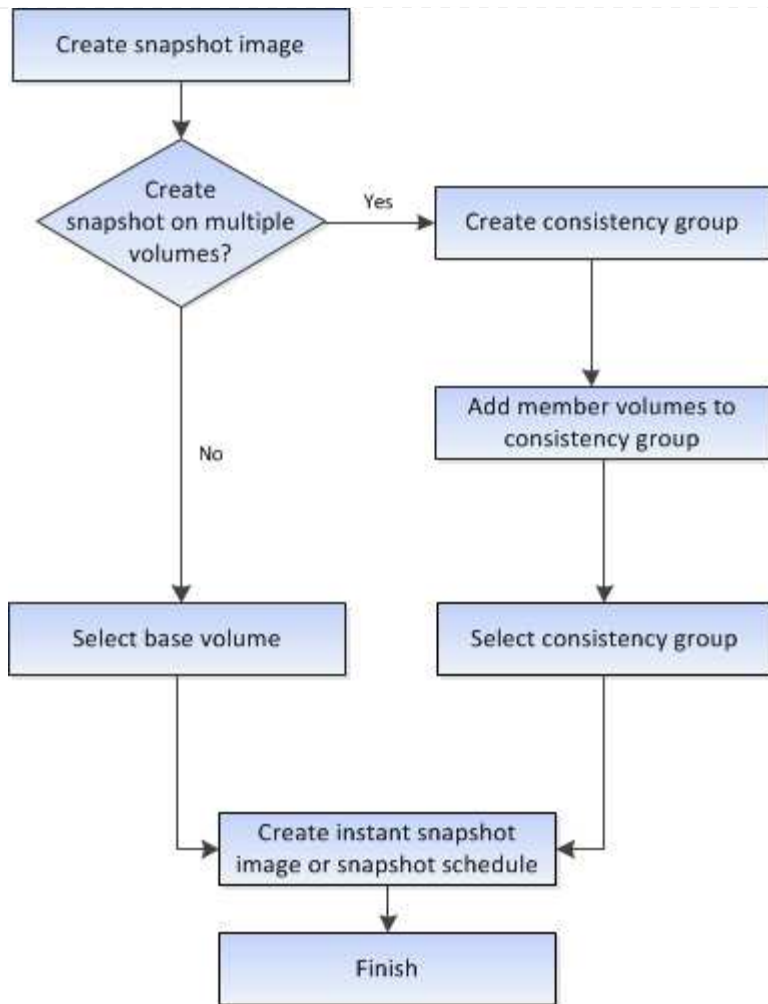 Create snapshot image
Create
snapshot on multiple
volumes?
Yes
Create consistency group
Add member volumes to
consistency group
No
Select base volume
Select consistency group
Create instant snapshot
image or snapshot schedule
Finish